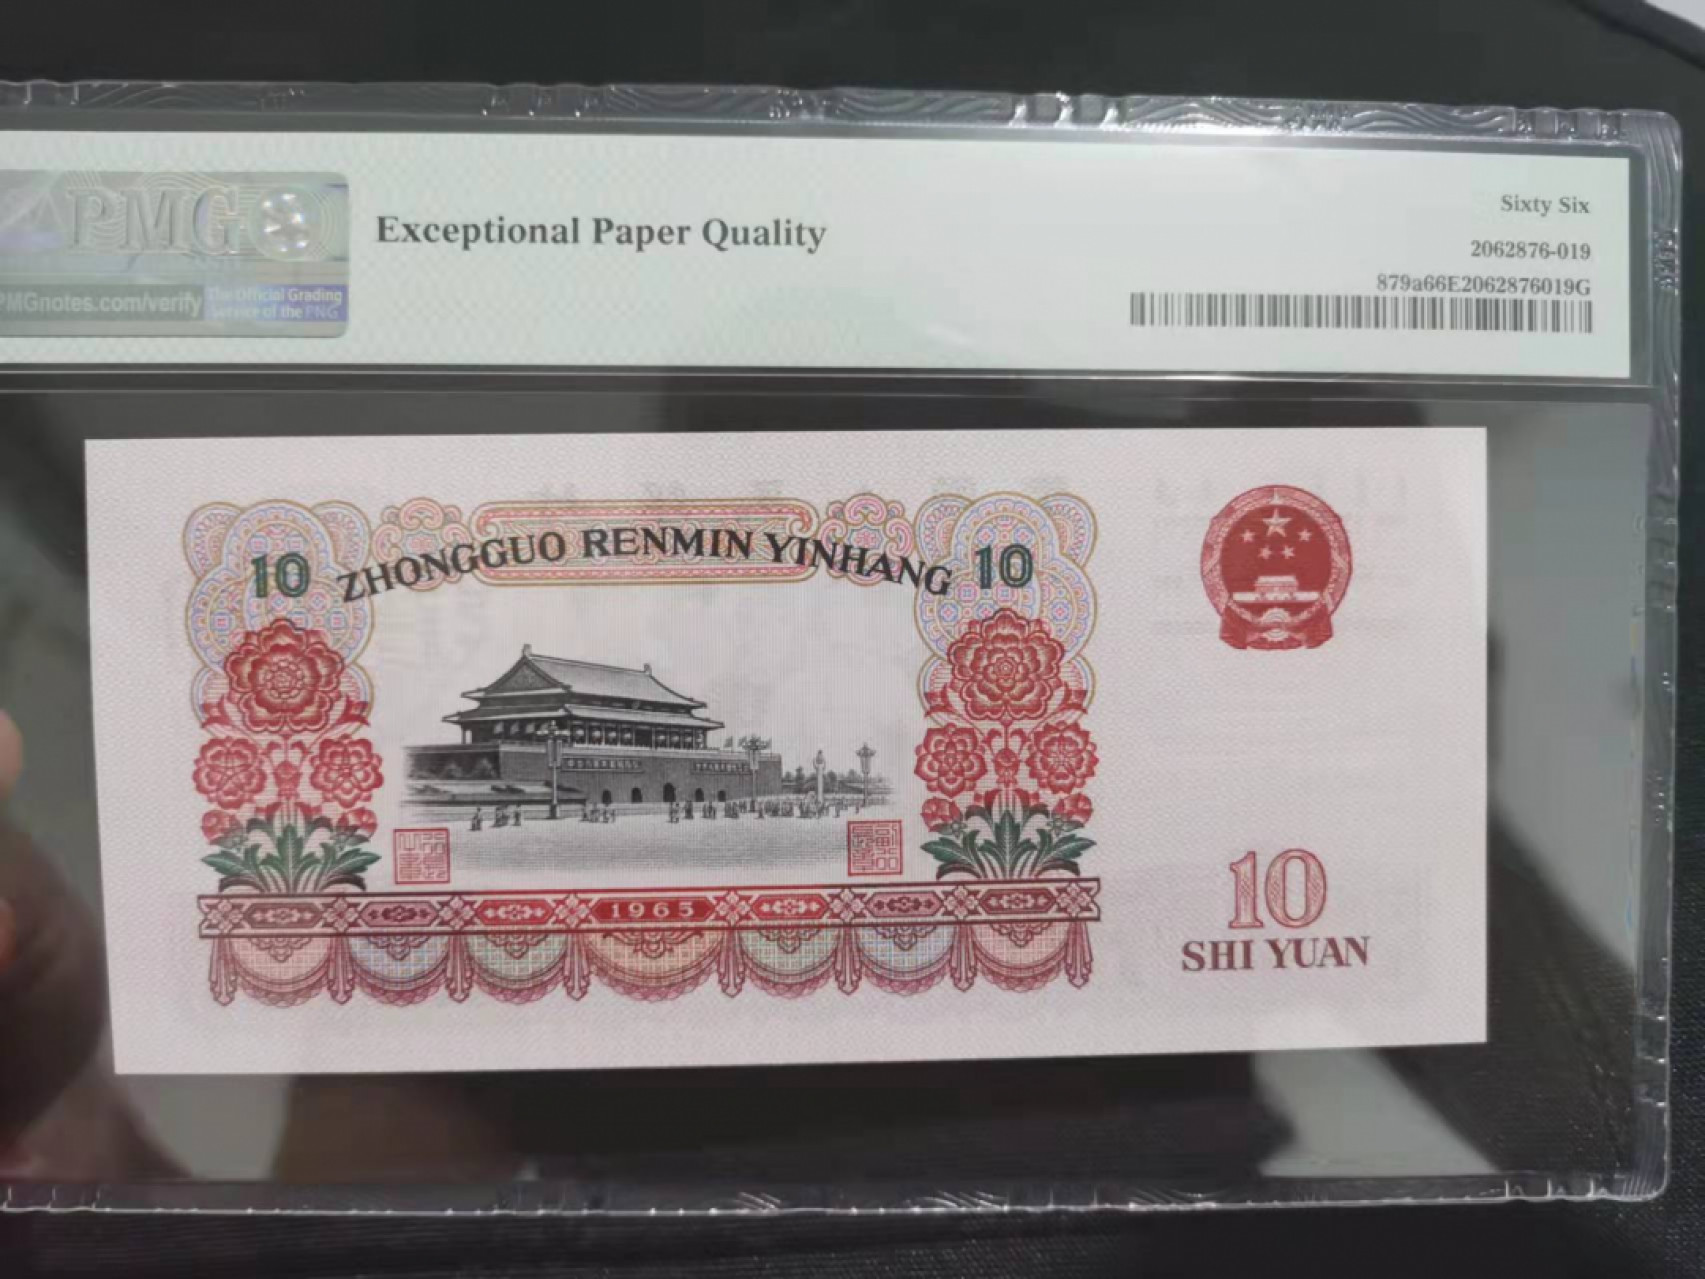 PMG
Exceptional Paper Quality
Sixty Six
2062876-019
879a66E2062876019G
PMGnotes.com/verify
The Official Grading
Service of the PNG
10 ZHONGGUO RENMIN YINHANG 10
1965
10
SHI YUAN